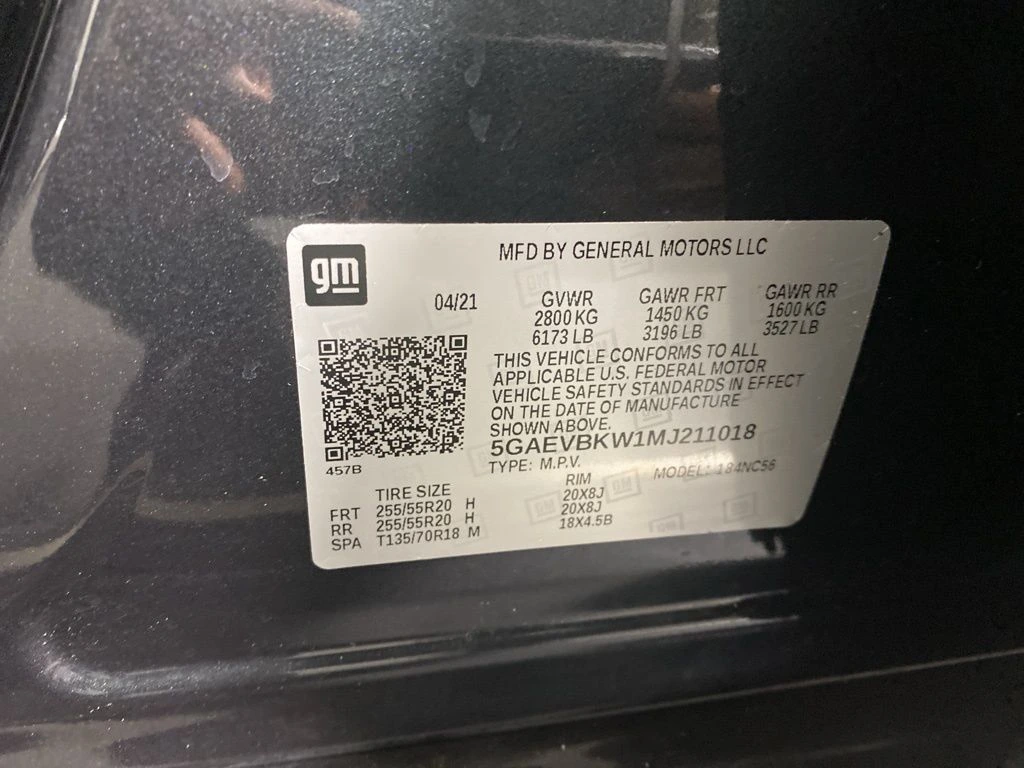 gm
MFD BY GENERAL MOTORS LLC
04/21
GVWR GAWR FRT GAWR RR
2800 KG 1450 KG 1600 KG
6173 LB 3196 LB 3527 LB
THIS VEHICLE CONFORMS TO ALL
APPLICABLE U.S. FEDERAL MOTOR
VEHICLE SAFETY STANDARDS IN EFFECT
ON THE DATE OF MANUFACTURE
SHOWN ABOVE.
5GAEVBKW1MJ211018
457B
TYPE: M.P.V. MODEL: 184NC56
TIRE SIZE RIM
FRT 255/55R20 H 20X8J
RR 255/55R20 H 20X8J
SPA T135/70R18 M 18X4.5B